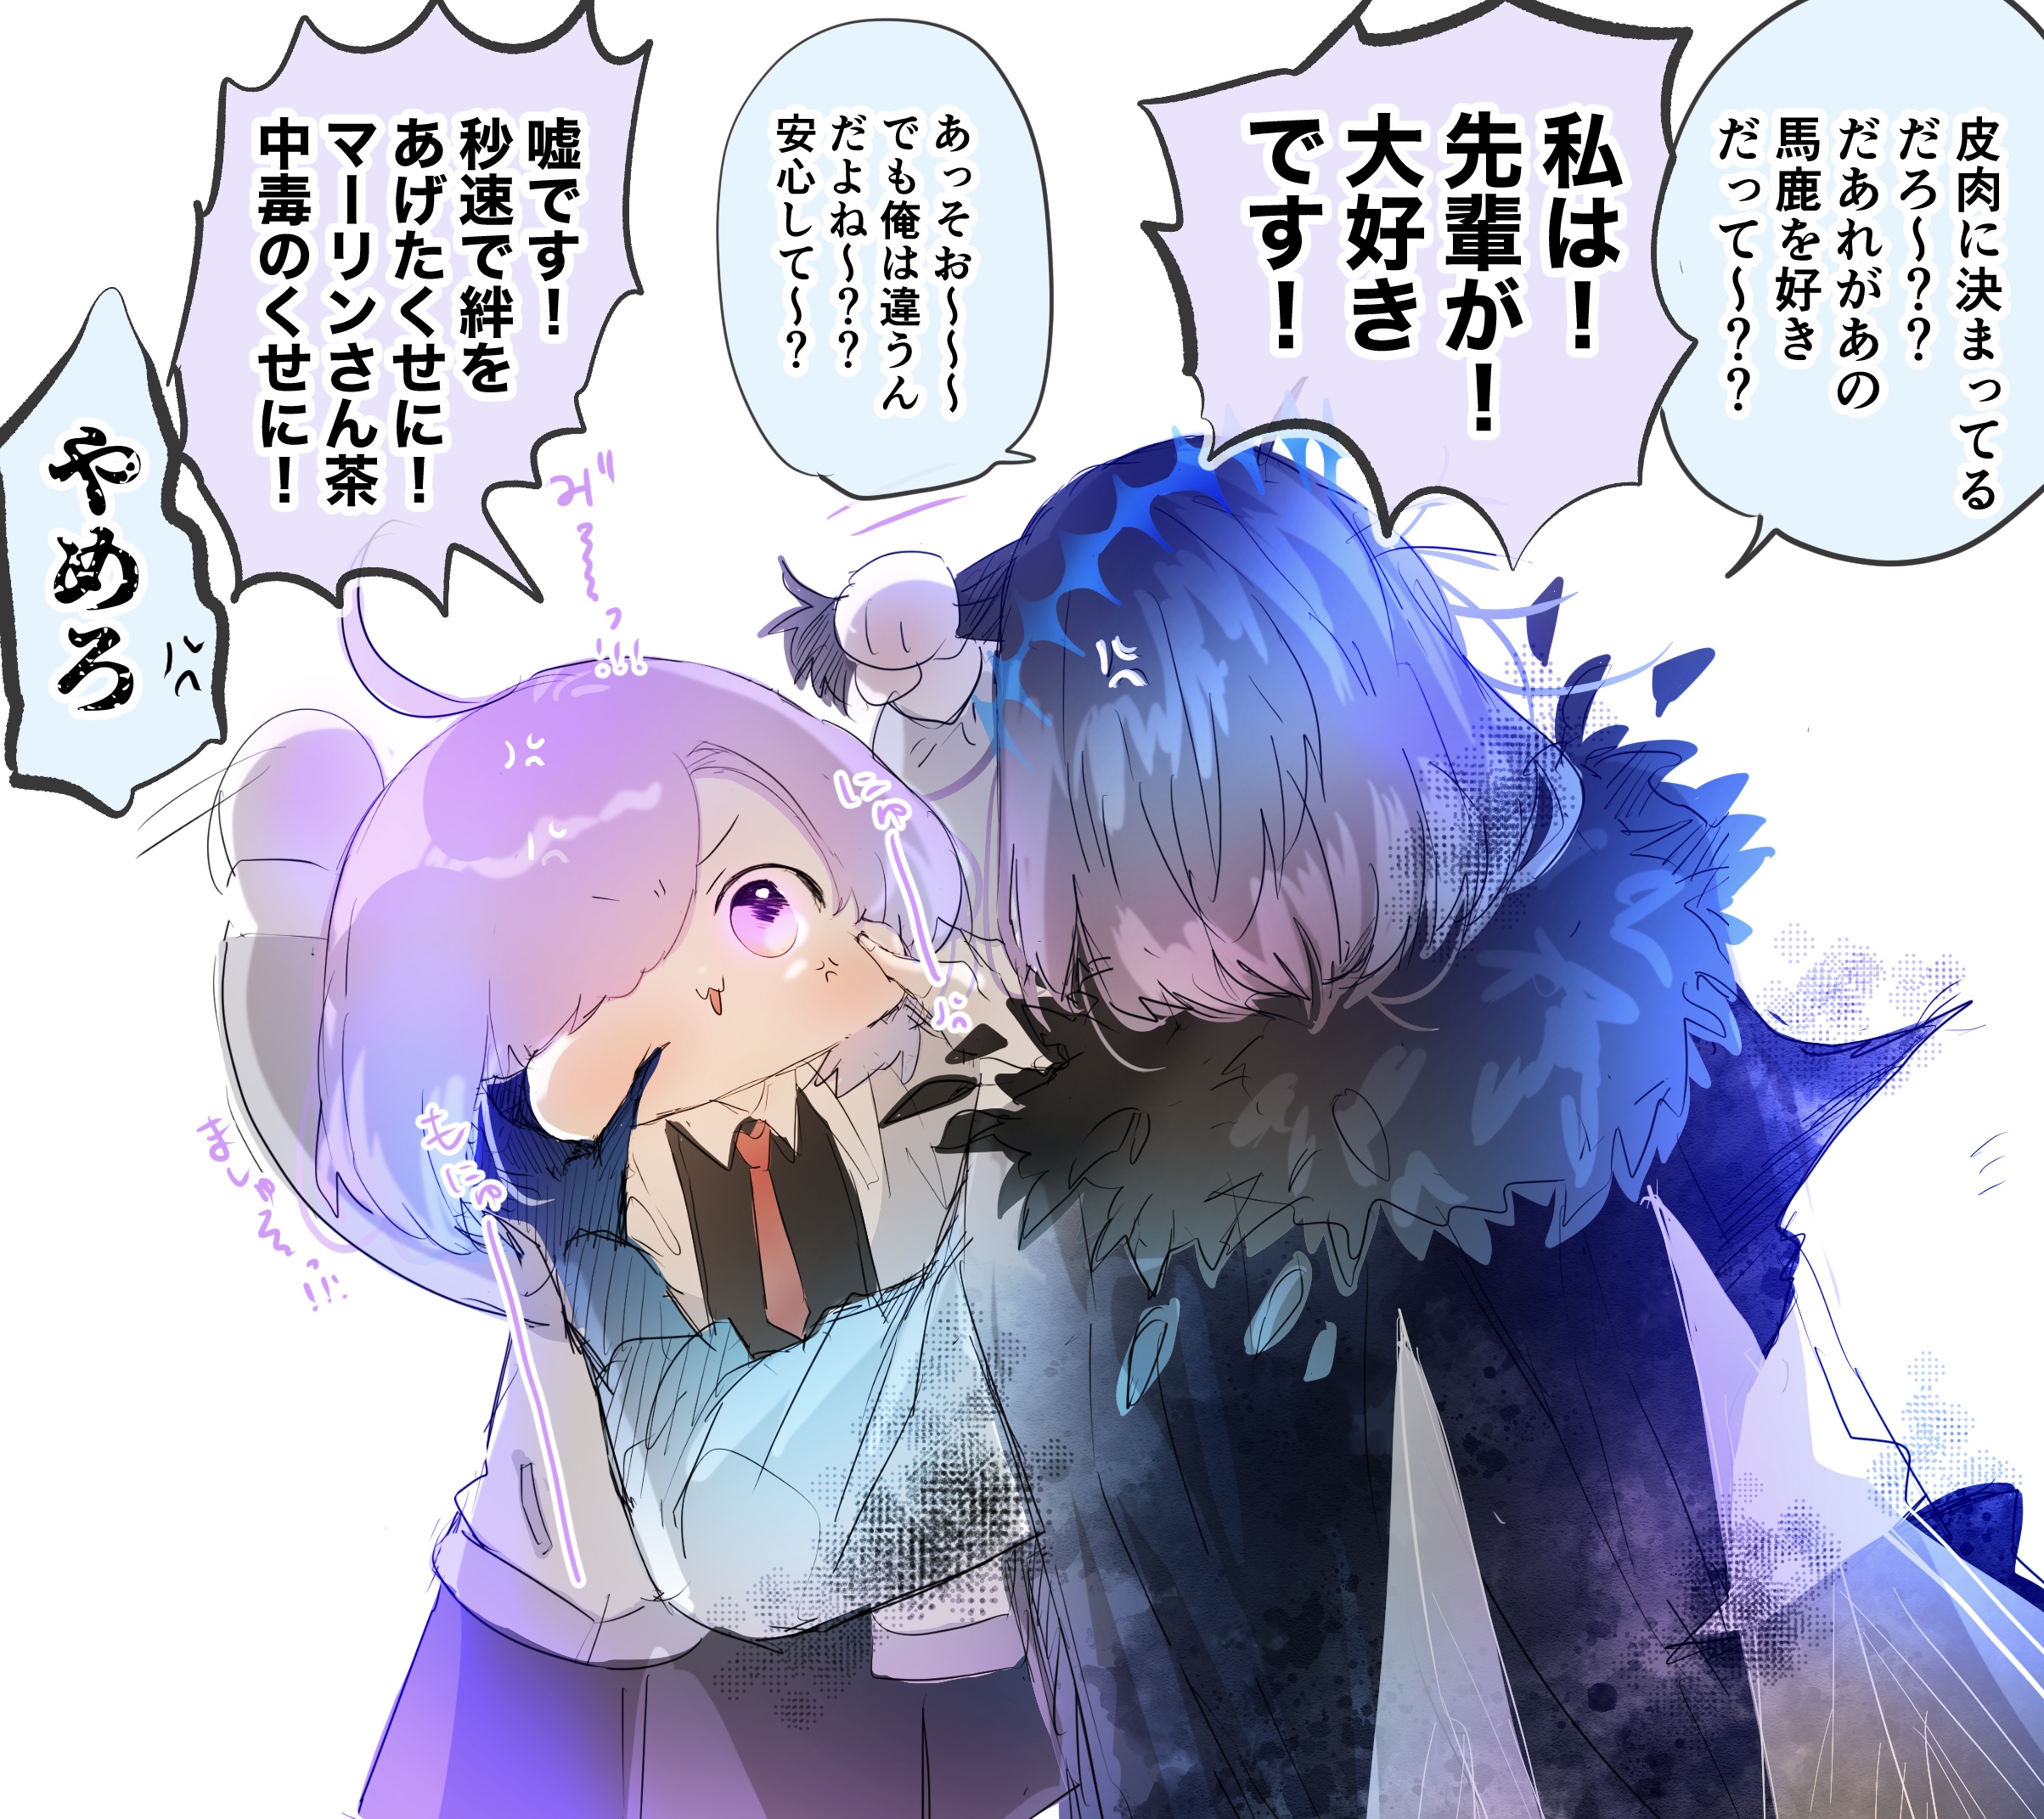 皮肉に決まってる
だろ〜??
だあれがあの
馬鹿を好き
だって〜??
私は!
先輩が!
大好き
です!
あっそお〜〜〜
でも俺は違うん
だよね〜??
安心して〜?
嘘です!
秒速で絆を
あげたくせに!
マーリンさん茶
中毒のくせに!
やめろ
み゛〜〜っ!!!
にゅ
もにゅ
ましゅ〜っ!!!